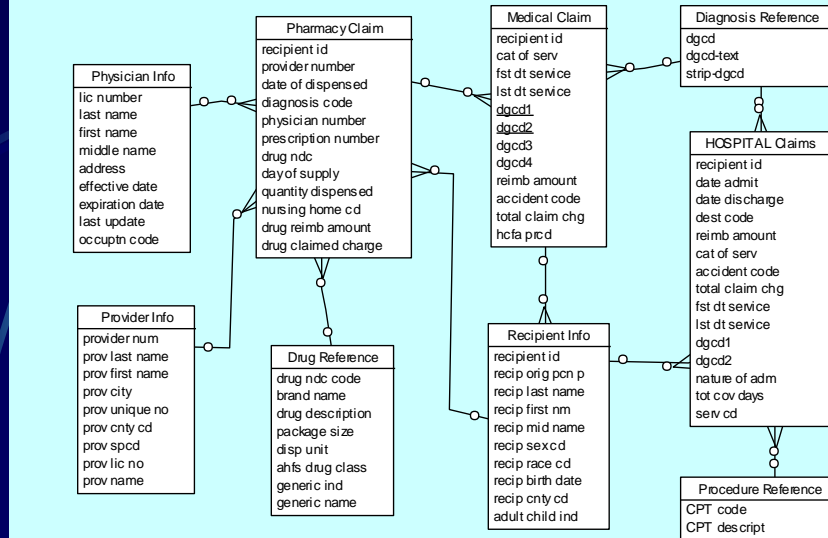 Pharmacy Claim
recipient id
provider number
date of dispensed
diagnosis code
physician number
prescription number
drug ndc
day of supply
quantity dispensed
nursing home cd
drug reimb amount
drug claimed charge
Medical Claim
recipient id
cat of serv
fst dt service
lst dt service
dgcd1
dgcd2
dgcd3
dgcd4
reimb amount
accident code
total claim chg
hcfa prcd
Diagnosis Reference
dgcd
dgcd-text
strip-dgcd
Physician Info
lic number
last name
first name
middle name
address
effective date
expiration date
last update
occuptn code
HOSPITAL Claims
recipient id
date admit
date discharge
dest code
reimb amount
cat of serv
accident code
total claim chg
fst dt service
lst dt service
dgcd1
dgcd2
nature of adm
tot cov days
serv cd
Provider Info
provider num
prov last name
prov first name
prov city
prov unique no
prov cnty cd
prov spcd
prov lic no
prov name
Drug Reference
drug ndc code
brand name
drug description
package size
disp unit
ahfs drug class
generic ind
generic name
Recipient Info
recipient id
recip orig pcn p
recip last name
recip first nm
recip mid name
recip sex cd
recip race cd
recip birth date
recip cnty cd
adult child ind
Procedure Reference
CPT code
CPT descript